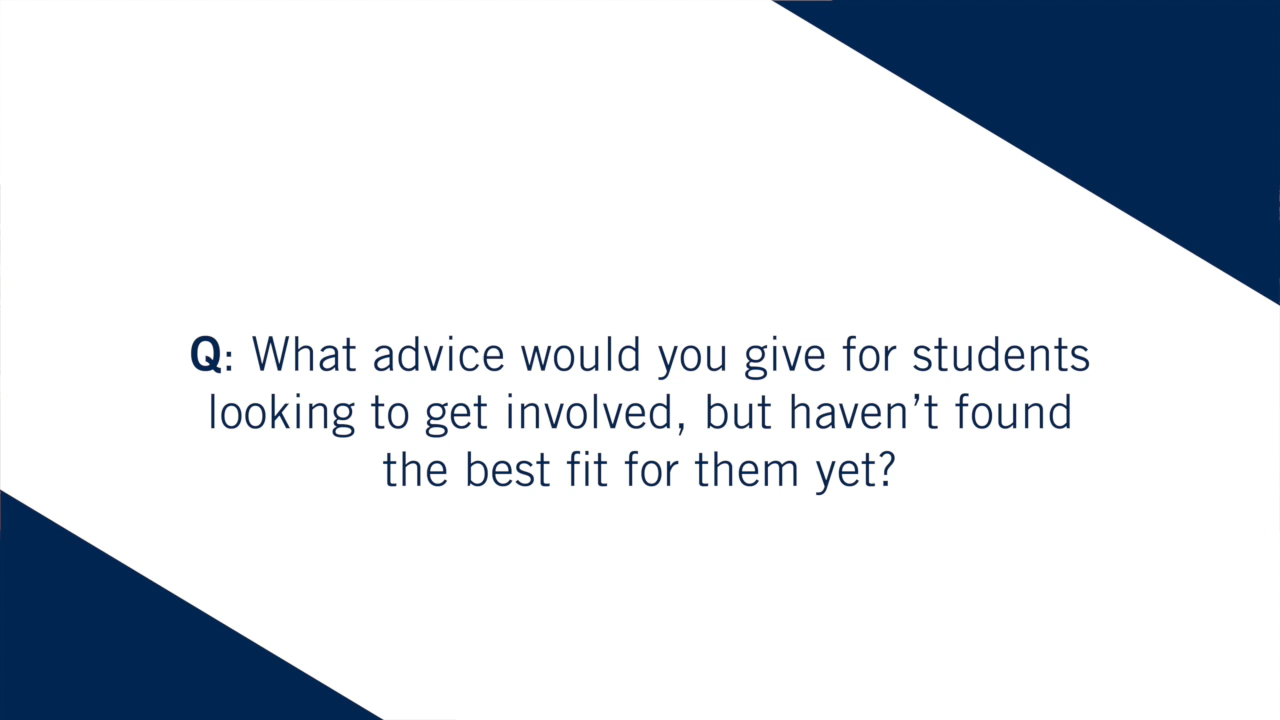 Q: What advice would you give for students
looking to get involved, but haven’t found
the best fit for them yet?